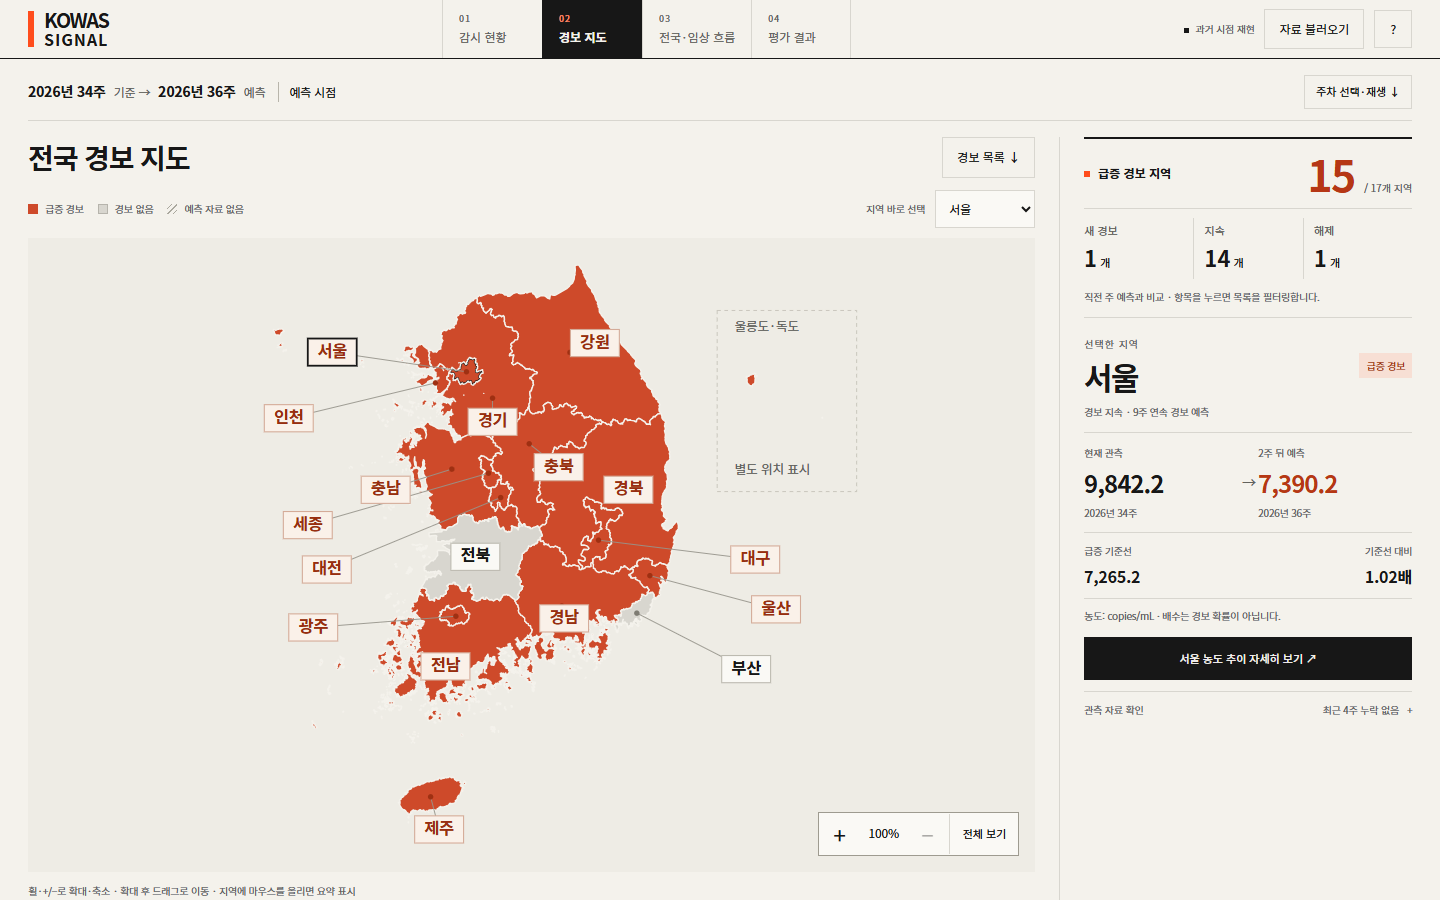 KOWAS
SIGNAL
01
감시 현황
02
경보 지도
03
전국·임상 흐름
04
평가 결과
과거 시점 재현
자료 불러오기
?
2026년 34주 기준 → 2026년 36주 예측 예측 시점
주차 선택·재생 ↓
전국 경보 지도
경보 목록 ↓
급증 경보 경보 없음 예측 자료 없음
지역 바로 선택 서울
울릉도·독도
별도 위치 표시
강원
서울
인천
경기
충북
충남
경북
세종
전북
대전
대구
울산
광주
경남
전남
부산
제주
+ 100% − 전체 보기
휠·+/−로 확대·축소 · 확대 후 드래그로 이동 · 지역에 마우스를 올리면 요약 표시
급증 경보 지역 15 / 17개 지역
새 경보
1 개
지속
14 개
해제
1 개
직전 주 예측과 비교 · 항목을 누르면 목록을 필터링합니다.
선택한 지역
서울
급증 경보
경보 지속 · 9주 연속 경보 예측
현재 관측
9,842.2
2026년 34주
→
2주 뒤 예측
7,390.2
2026년 36주
급증 기준선
7,265.2
기준선 대비
1.02배
농도: copies/mL · 배수는 경보 확률이 아닙니다.
서울 농도 추이 자세히 보기 ↗
관측 자료 확인 최근 4주 누락 없음 +